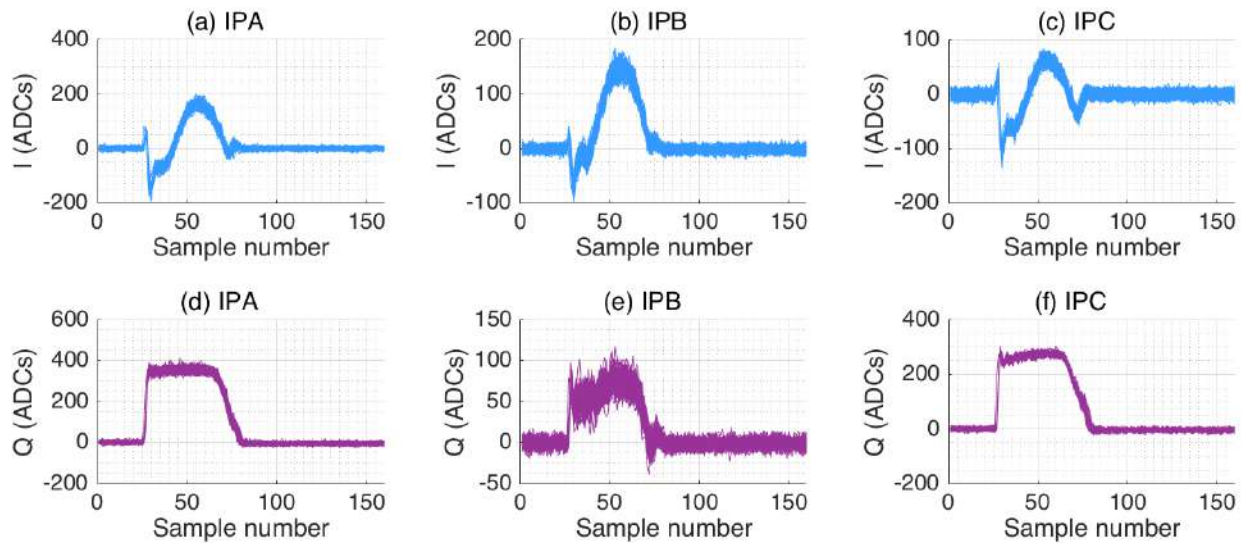 (a) IPA
(b) IPB
(c) IPC
400
200
0
-200
I (ADCs)
0 50 100 150
Sample number
200
100
0
-100
I (ADCs)
0 50 100 150
Sample number
100
0
-100
-200
I (ADCs)
0 50 100 150
Sample number
(d) IPA
(e) IPB
(f) IPC
600
400
200
0
-200
Q (ADCs)
0 50 100 150
Sample number
150
100
50
0
-50
Q (ADCs)
0 50 100 150
Sample number
400
200
0
-200
Q (ADCs)
0 50 100 150
Sample number